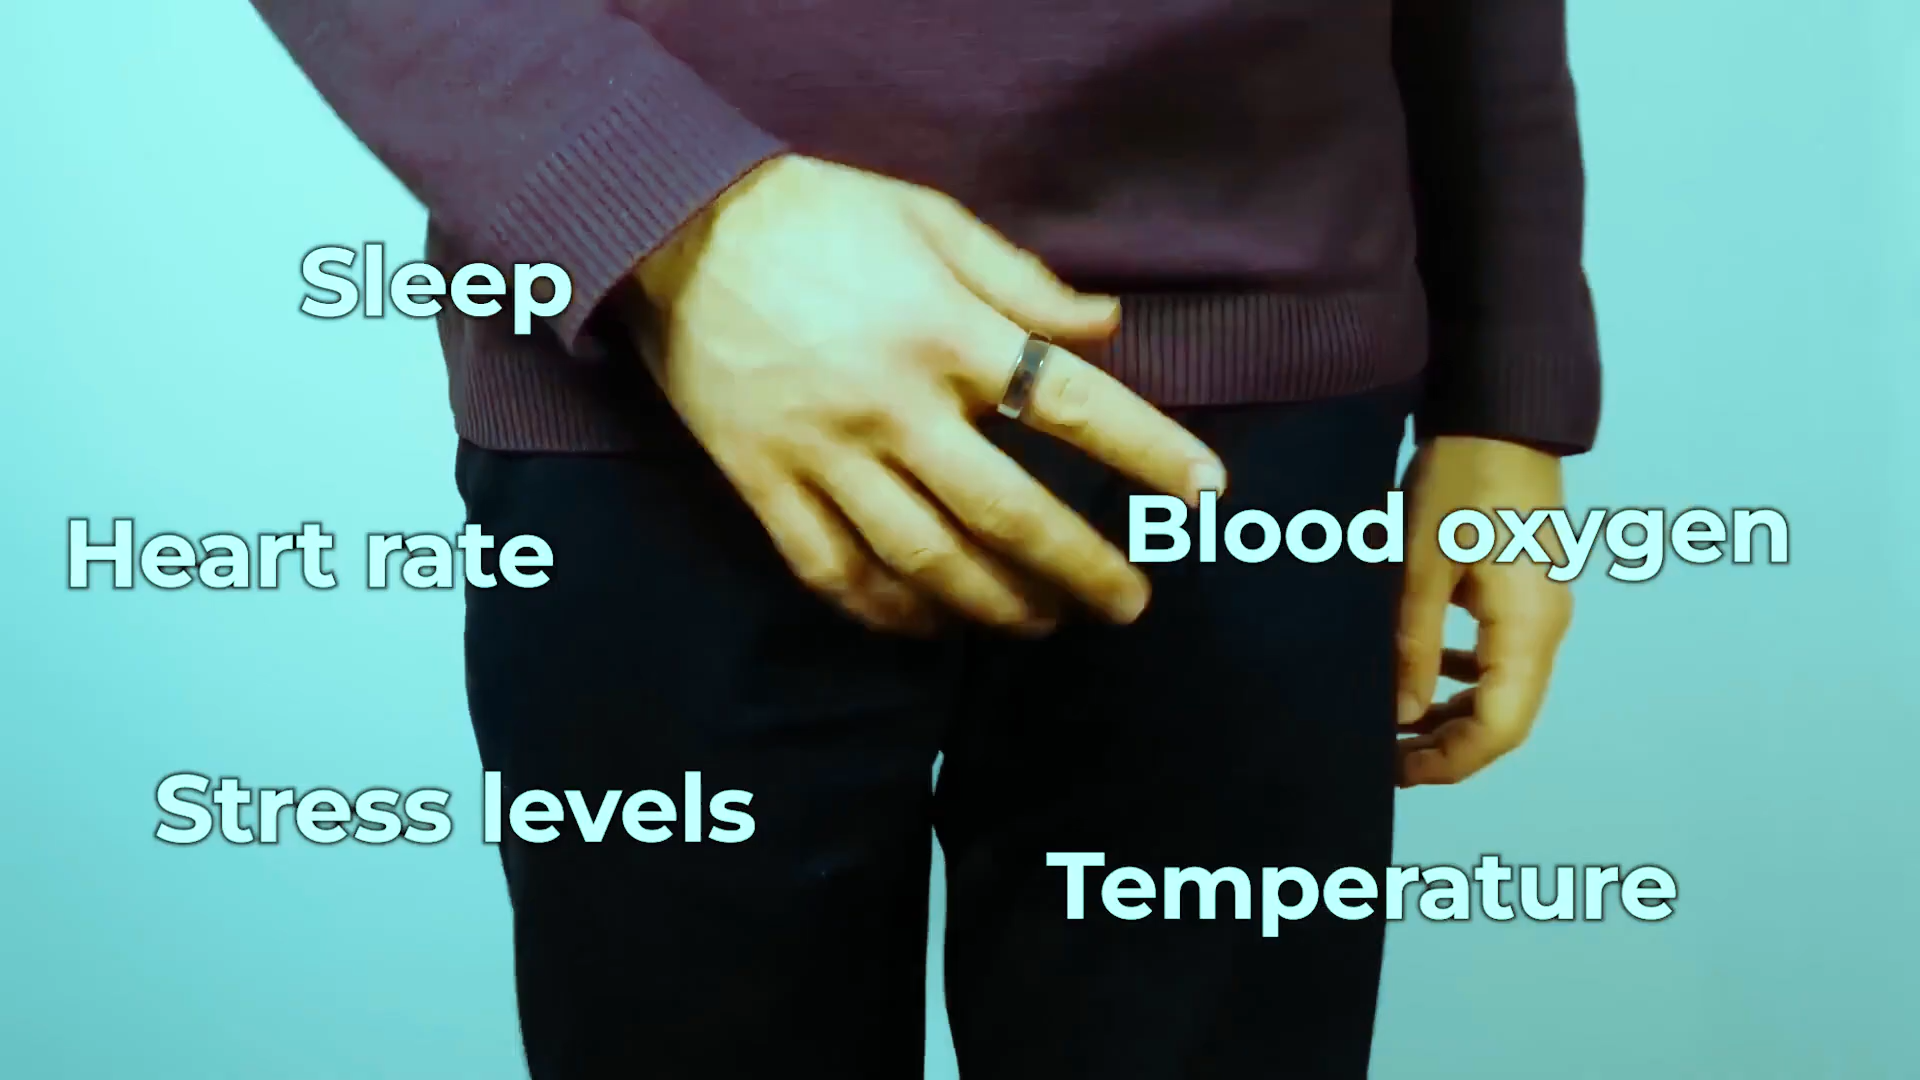 Sleep
Heart rate
Blood oxygen
Stress levels
Temperature